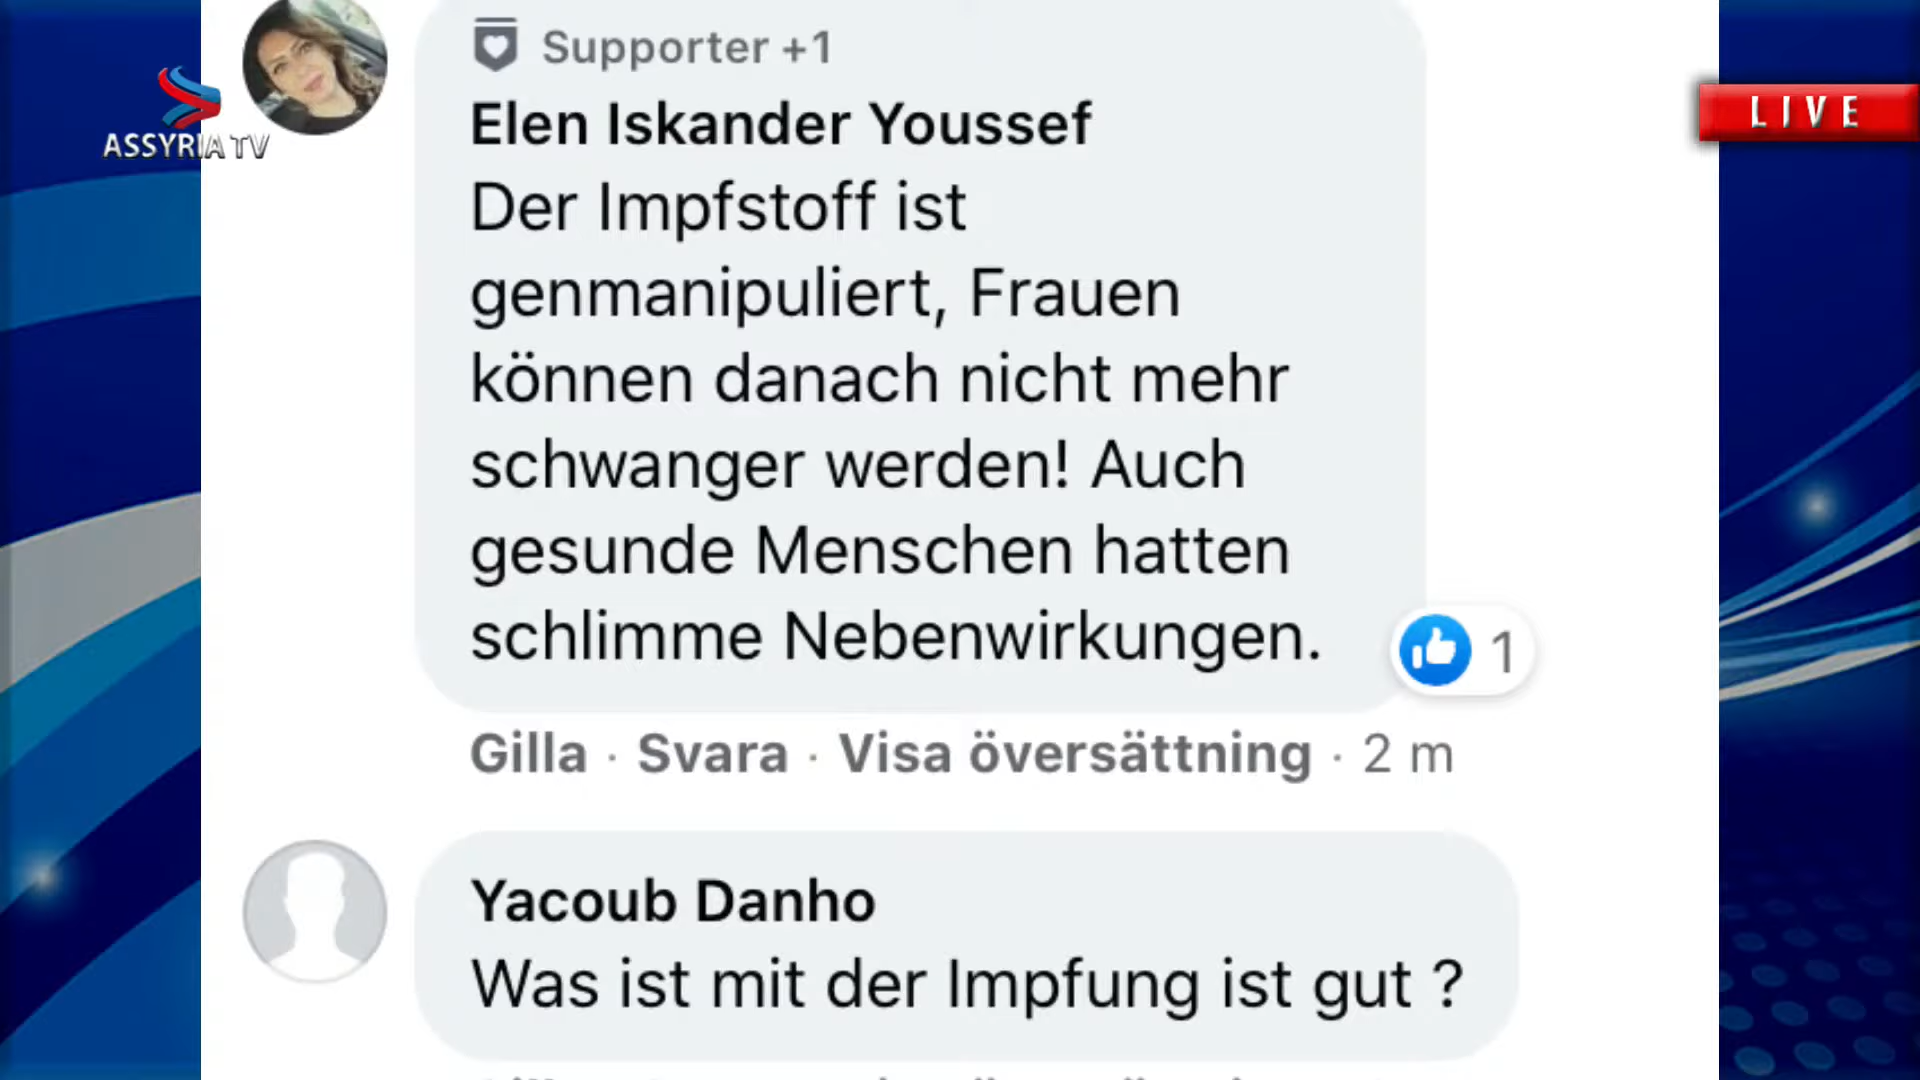 Supporter +1
ASSYRIA TV
LIVE
Elen Iskander Youssef
Der Impfstoff ist
genmanipuliert, Frauen
können danach nicht mehr
schwanger werden! Auch
gesunde Menschen hatten
schlimme Nebenwirkungen.
1
Gilla · Svara · Visa översättning · 2 m
Yacoub Danho
Was ist mit der Impfung ist gut ?